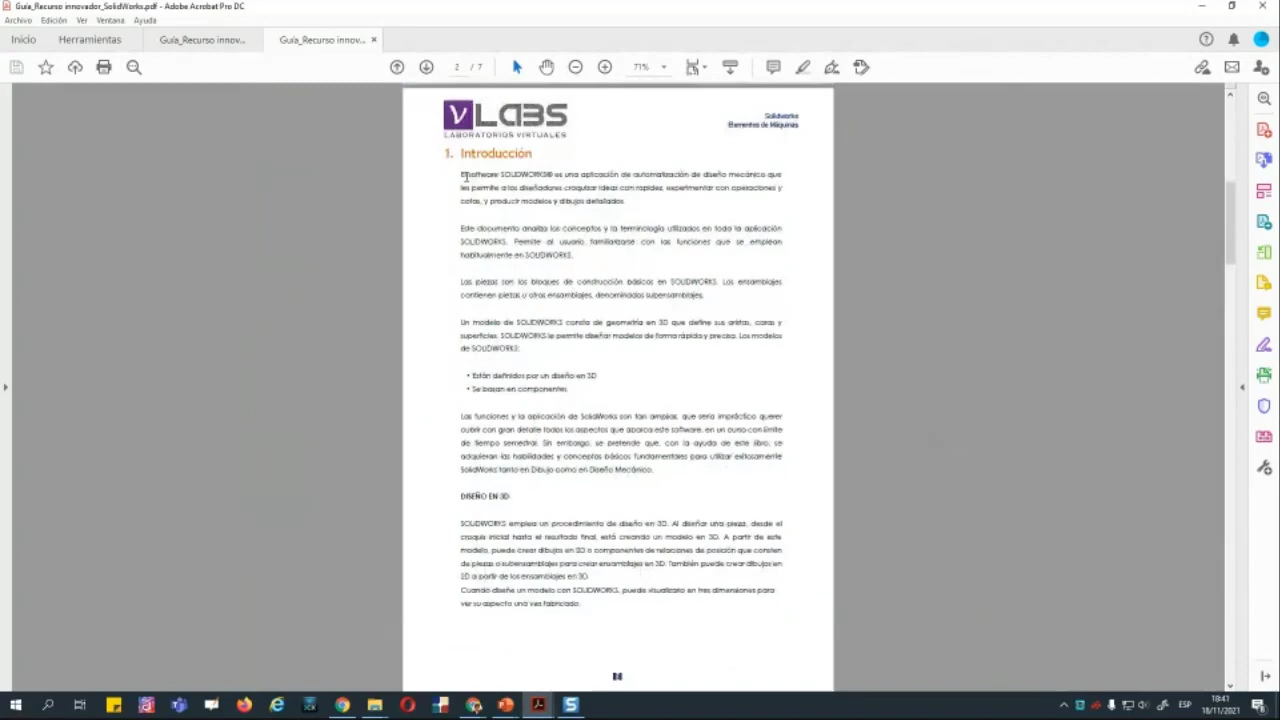 Guía_Recurso innovador_SolidWorks.pdf - Adobe Acrobat Pro DC
Archivo Edición Ver Ventana Ayuda
Inicio Herramientas Guía_Recurso innov... Guía_Recurso innov... ×
2 / 7 71%
VLABS
LABORATORIOS VIRTUALES
Solidworks
Elementos de Máquinas
1. Introducción
El software SOLIDWORKS® es una aplicación de automatización de diseño mecánico que
les permite a los diseñadores croquizar ideas con rapidez, experimentar con operaciones y
cotas, y producir modelos y dibujos detallados.
Este documento analiza los conceptos y la terminología utilizados en toda la aplicación
SOLIDWORKS. Permite al usuario familiarizarse con las funciones que se emplean
habitualmente en SOLIDWORKS.
Las piezas son los bloques de construcción básicos en SOLIDWORKS. Los ensamblajes
contienen piezas u otros ensamblajes, denominados subensamblajes.
Un modelo de SOLIDWORKS consta de geometría en 3D que define sus aristas, caras y
superficies. SOLIDWORKS le permite diseñar modelos de forma rápida y precisa. Los modelos
de SOLIDWORKS:
• Están definidos por un diseño en 3D
• Se basan en componentes
Las funciones y la aplicación de SolidWorks son tan amplias, que sería impráctico querer
cubrir con gran detalle todos los aspectos que abarca este software, en un curso con límite
de tiempo semestral. Sin embargo, se pretende que, con la ayuda de este libro, se
adquieran las habilidades y conceptos básicos fundamentales para utilizar exitosamente
SolidWorks tanto en Dibujo como en Diseño Mecánico.
DISEÑO EN 3D
SOLIDWORKS emplea un procedimiento de diseño en 3D. Al diseñar una pieza, desde el
croquis inicial hasta el resultado final, está creando un modelo en 3D. A partir de este
modelo, puede crear dibujos en 2D o componentes de relaciones de posición que consten
de piezas o subensamblajes para crear ensamblajes en 3D. También puede crear dibujos en
2D a partir de los ensamblajes en 3D.
Cuando diseñe un modelo con SOLIDWORKS, puede visualizarlo en tres dimensiones para
ver su aspecto una vez fabricado.
ESP
18:41
18/11/2021